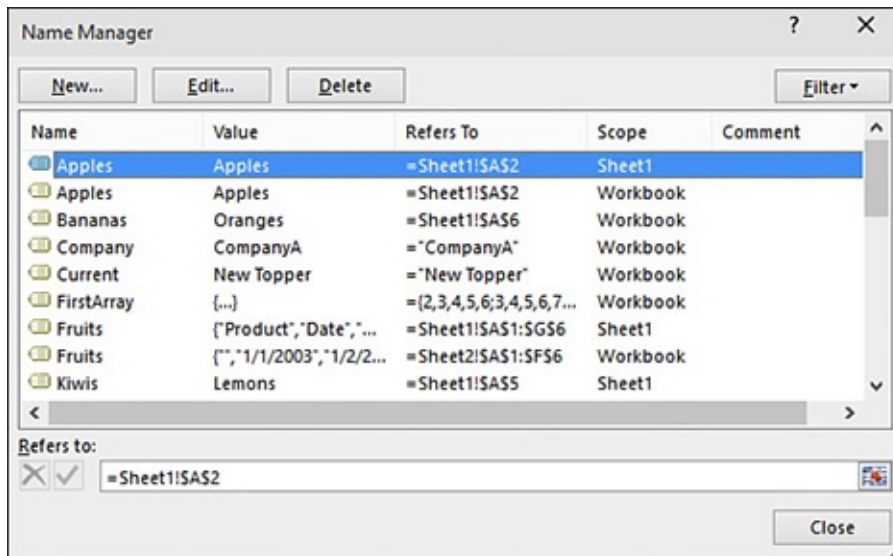 Name Manager ?
New... Edit... Delete Filter
Name Value Refers To Scope Comment
Apples Apples =Sheet1!$A$2 Sheet1
Apples Apples =Sheet1!$A$2 Workbook
Bananas Oranges =Sheet1!$A$6 Workbook
Company CompanyA ="CompanyA" Workbook
Current New Topper ="New Topper" Workbook
FirstArray {...} ={2,3,4,5,6;3,4,5,6,7... Workbook
Fruits {"Product","Date","... =Sheet1!$A$1:$G$6 Sheet1
Fruits {"","1/1/2003","1/2/2... =Sheet2!$A$1:$F$6 Workbook
Kiwis Lemons =Sheet1!$A$5 Sheet1
Refers to:
=Sheet1!$A$2
Close